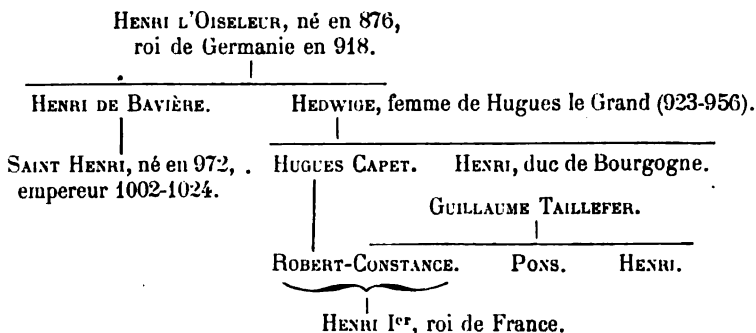 HENRI L'OISELEUR, né en 876,
roi de Germanie en 918.
HENRI DE BAVIÈRE. HEDWIGE, femme de Hugues le Grand (923-956).
SAINT HENRI, né en 972, HUGUES CAPET. HENRI, duc de Bourgogne.
empereur 1002-1024.
GUILLAUME TAILLEFER.
ROBERT-CONSTANCE. PONS. HENRI.
HENRI Ier, roi de France.